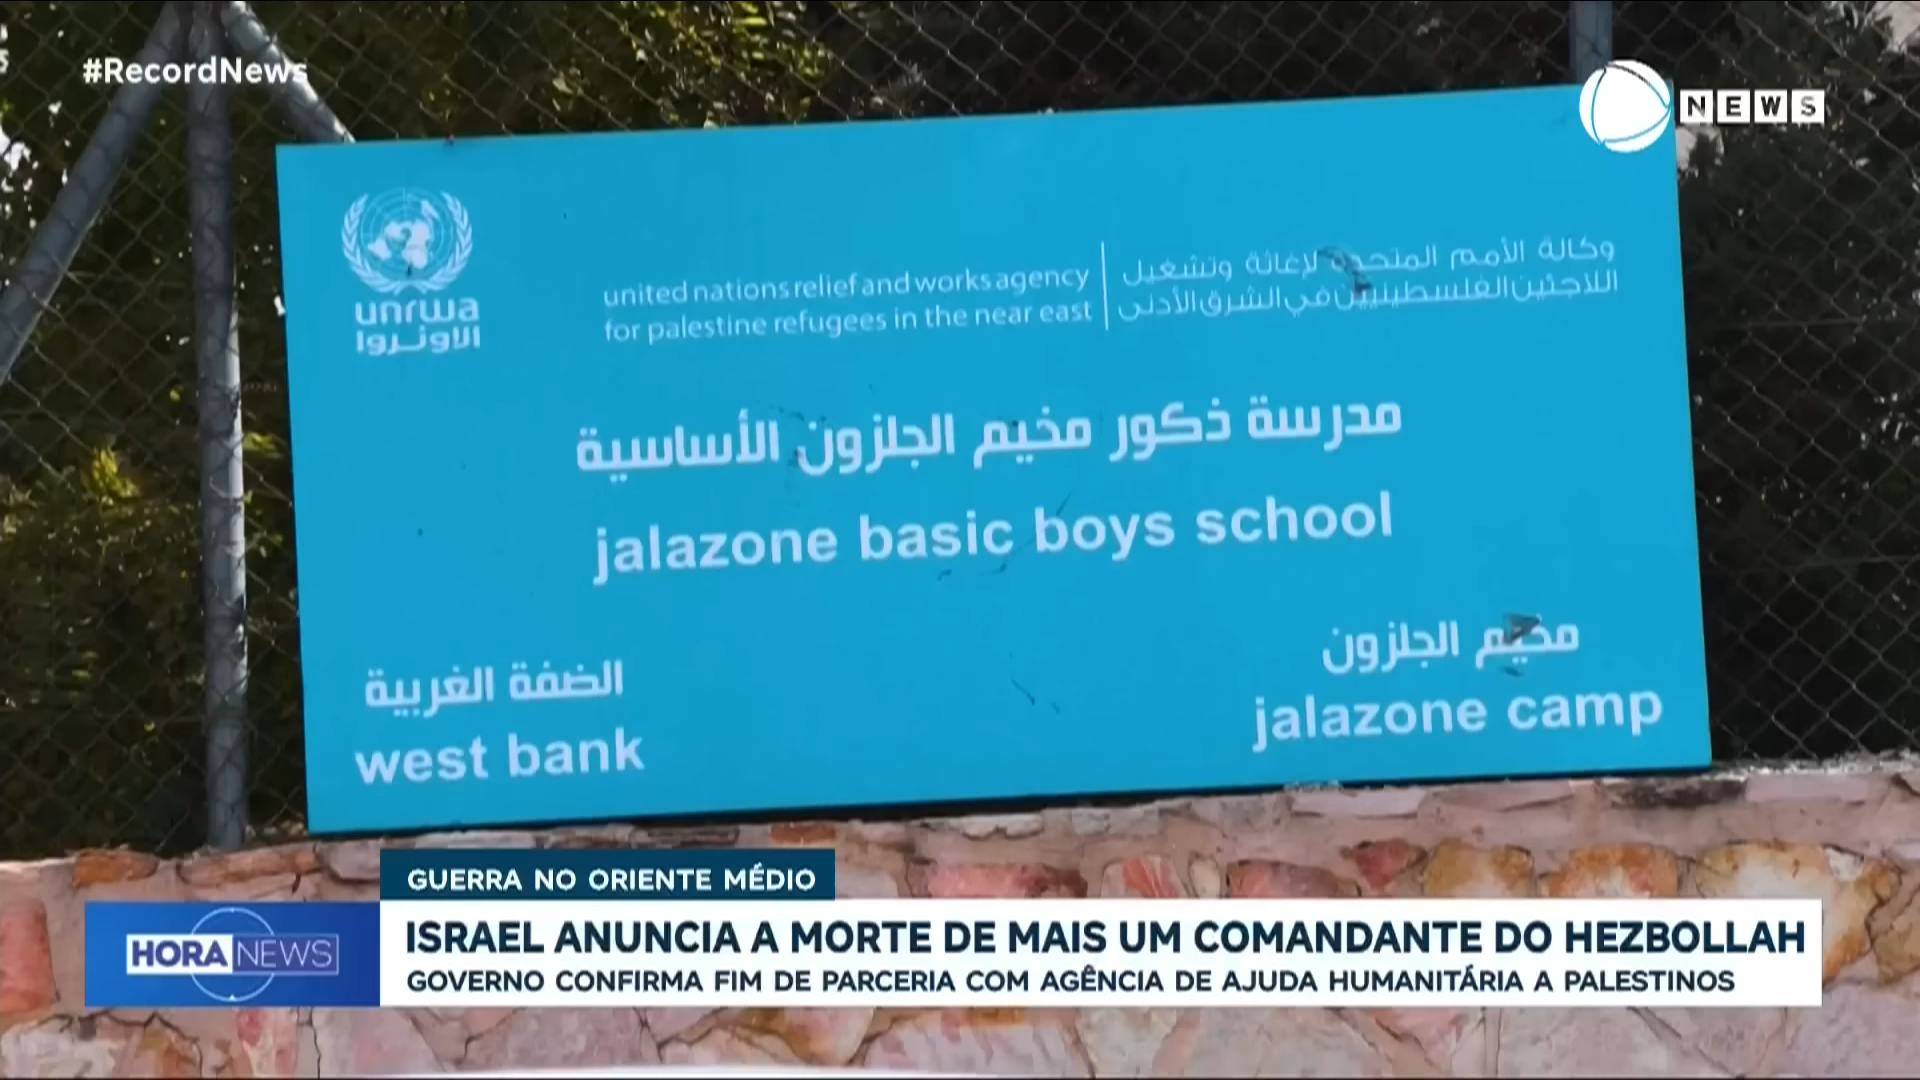 #RecordNews
NEWS
unrwa
الاونروا
united nations relief and works agency
for palestine refugees in the near east
وكالة الأمم المتحدة لإغاثة وتشغيل
اللاجئين الفلسطينيين في الشرق الأدنى
مدرسة ذكور مخيم الجلزون الأساسية
jalazone basic boys school
الضفة الغربية
west bank
مخيم الجلزون
jalazone camp
GUERRA NO ORIENTE MÉDIO
HORA NEWS
ISRAEL ANUNCIA A MORTE DE MAIS UM COMANDANTE DO HEZBOLLAH
GOVERNO CONFIRMA FIM DE PARCERIA COM AGÊNCIA DE AJUDA HUMANITÁRIA A PALESTINOS